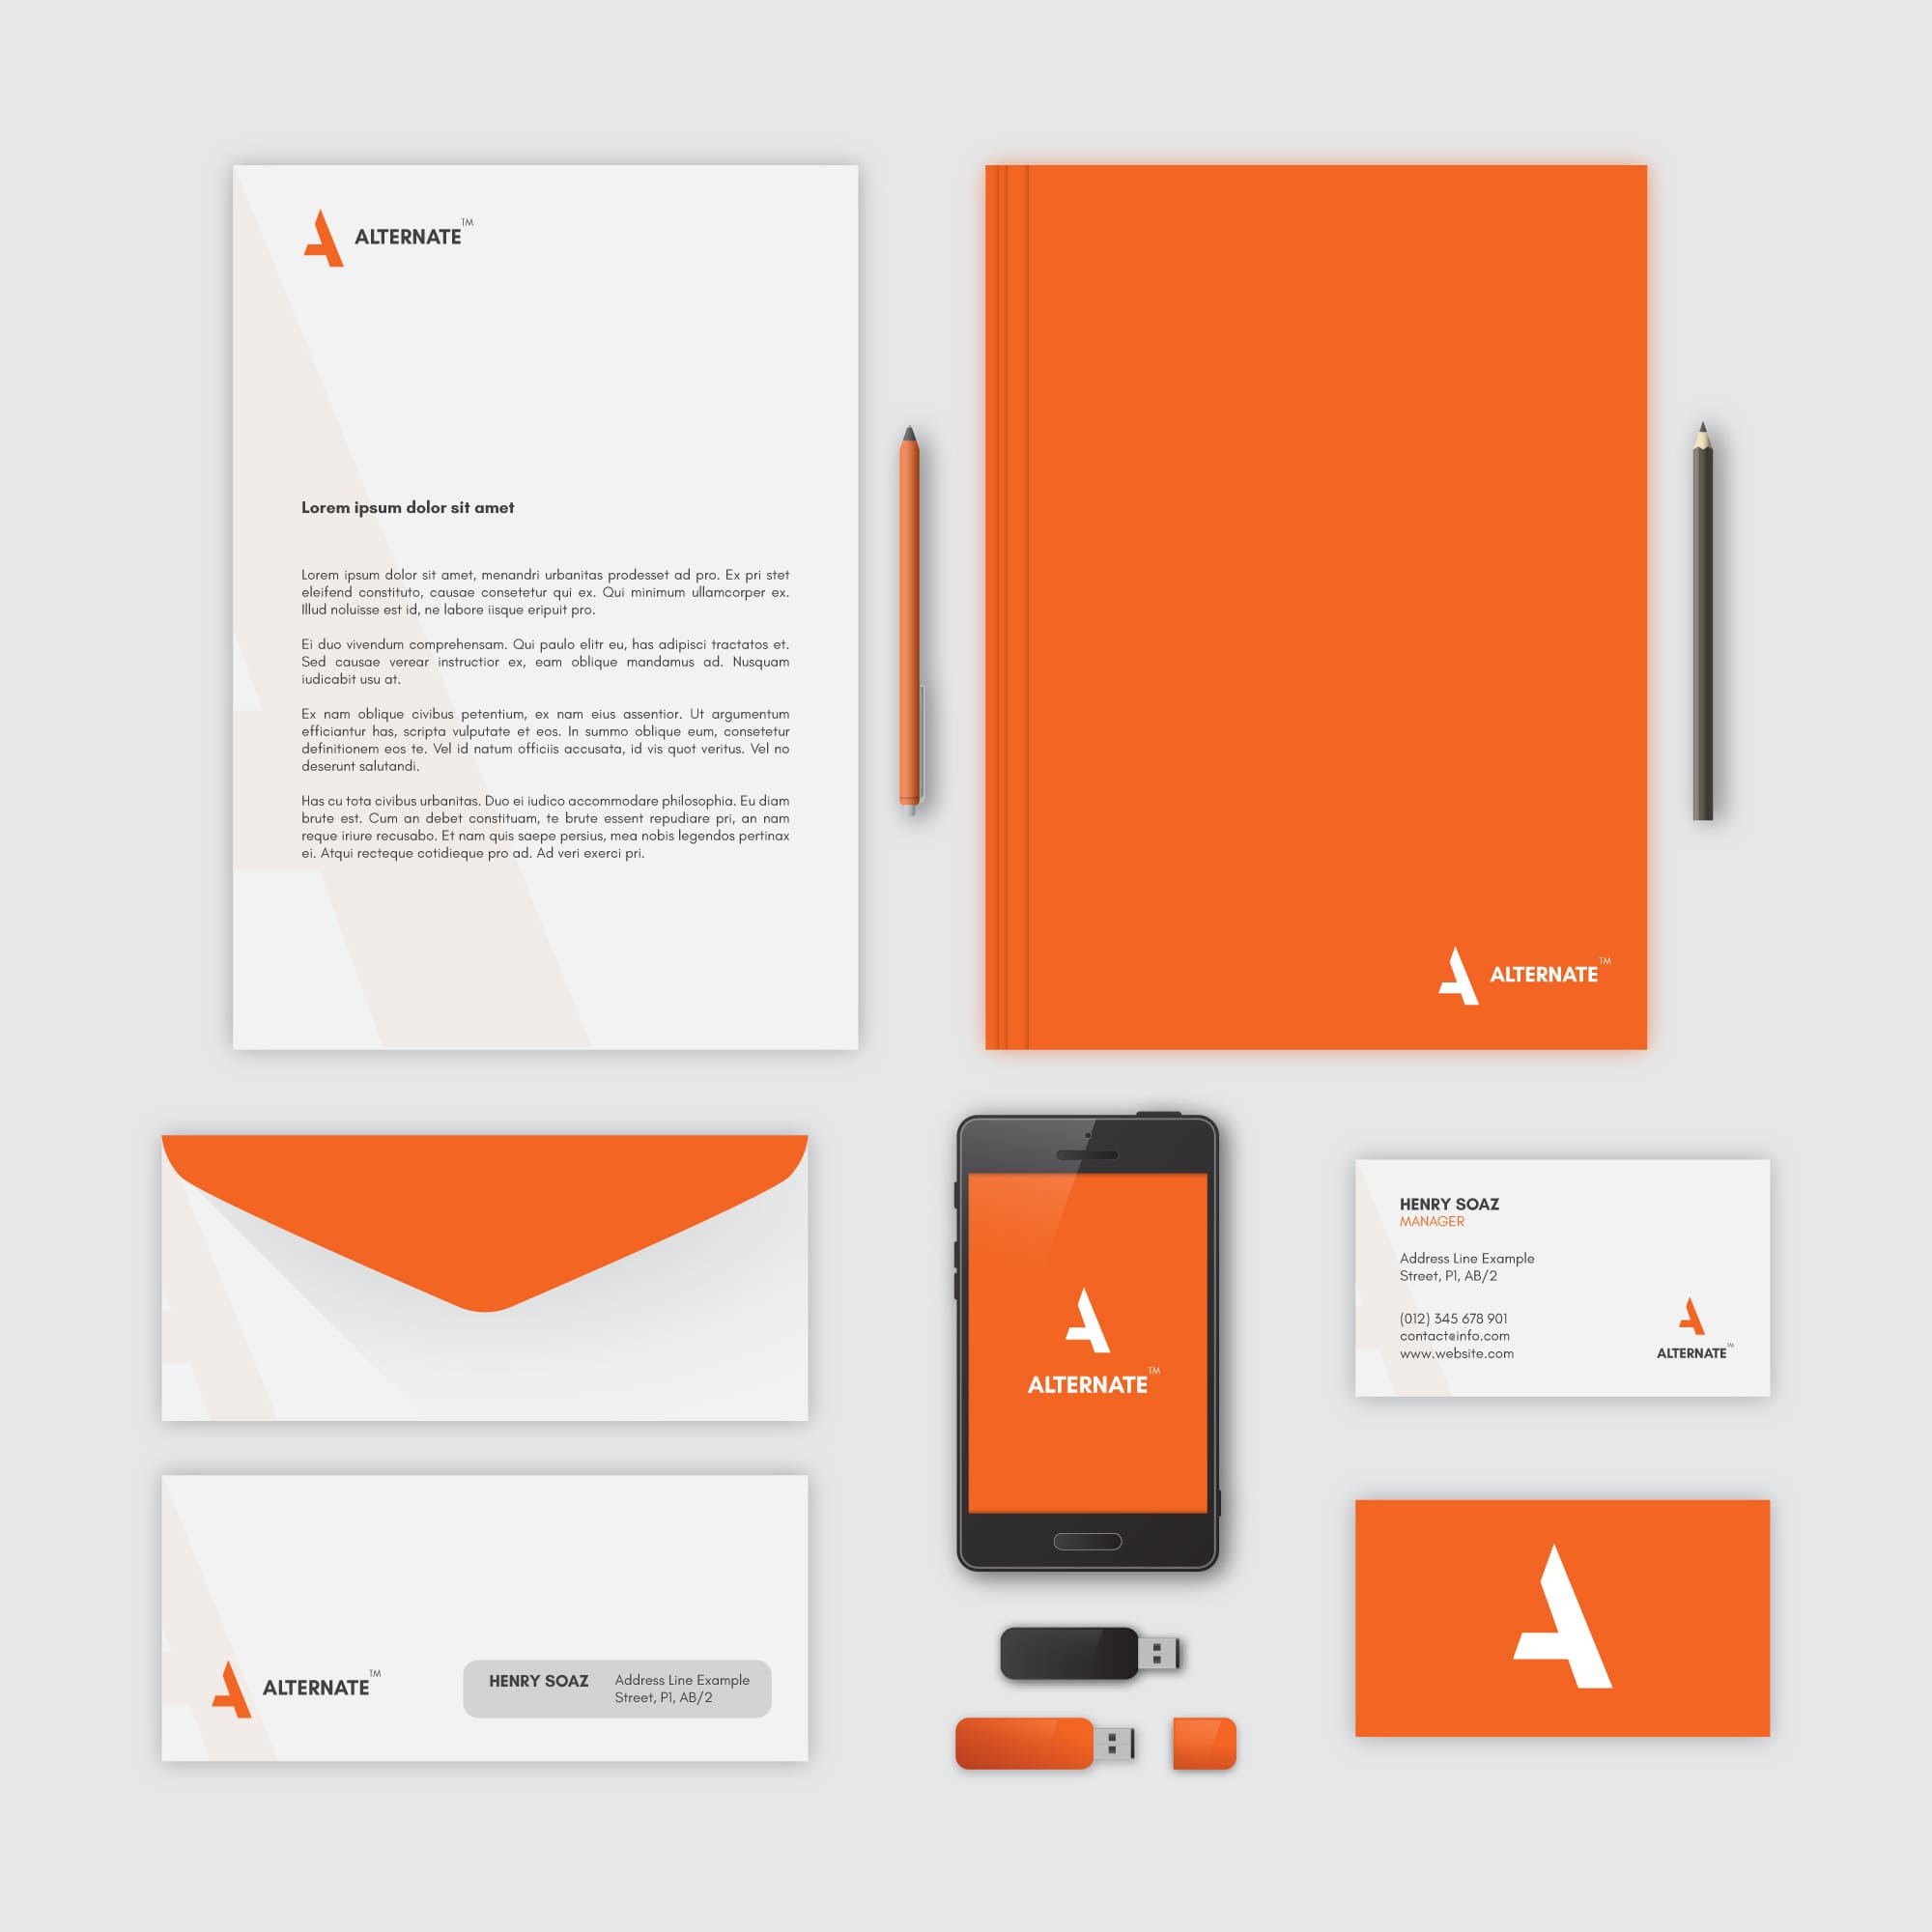 ALTERNATE™
Lorem ipsum dolor sit amet
Lorem ipsum dolor sit amet, menandri urbanitas prodesset ad pro. Ex pri stet
eleifend constituto, causae consetetur qui ex. Qui minimum ullamcorper ex.
Illud noluisse est id, ne labore iisque eripuit pro.
Ei duo vivendum comprehensam. Qui paulo elitr eu, has adipisci tractatos et.
Sed causae verear instructior ex, eam oblique mandamus ad. Nusquam
iudicabit usu at.
Ex nam oblique civibus petentium, ex nam eius assentior. Ut argumentum
efficiantur has, scripta vulputate et eos. In summo oblique eum, consetetur
definitionem eos te. Vel id natum officiis accusata, id vis quot veritus. Vel no
deserunt salutandi.
Has cu tota civibus urbanitas. Duo ei iudico accommodare philosophia. Eu diam
brute est. Cum an debet constituam, te brute essent repudiare pri, an nam
reque iriure recusabo. Et nam quis saepe persius, mea nobis legendos pertinax
ei. Atqui recteque cotidieque pro ad. Ad veri exerci pri.
ALTERNATE™
ALTERNATE™
HENRY SOAZ
MANAGER
Address Line Example
Street, P1, AB/2
(012) 345 678 901
contact@info.com
www.website.com
ALTERNATE™
ALTERNATE™
HENRY SOAZ
Address Line Example
Street, P1, AB/2